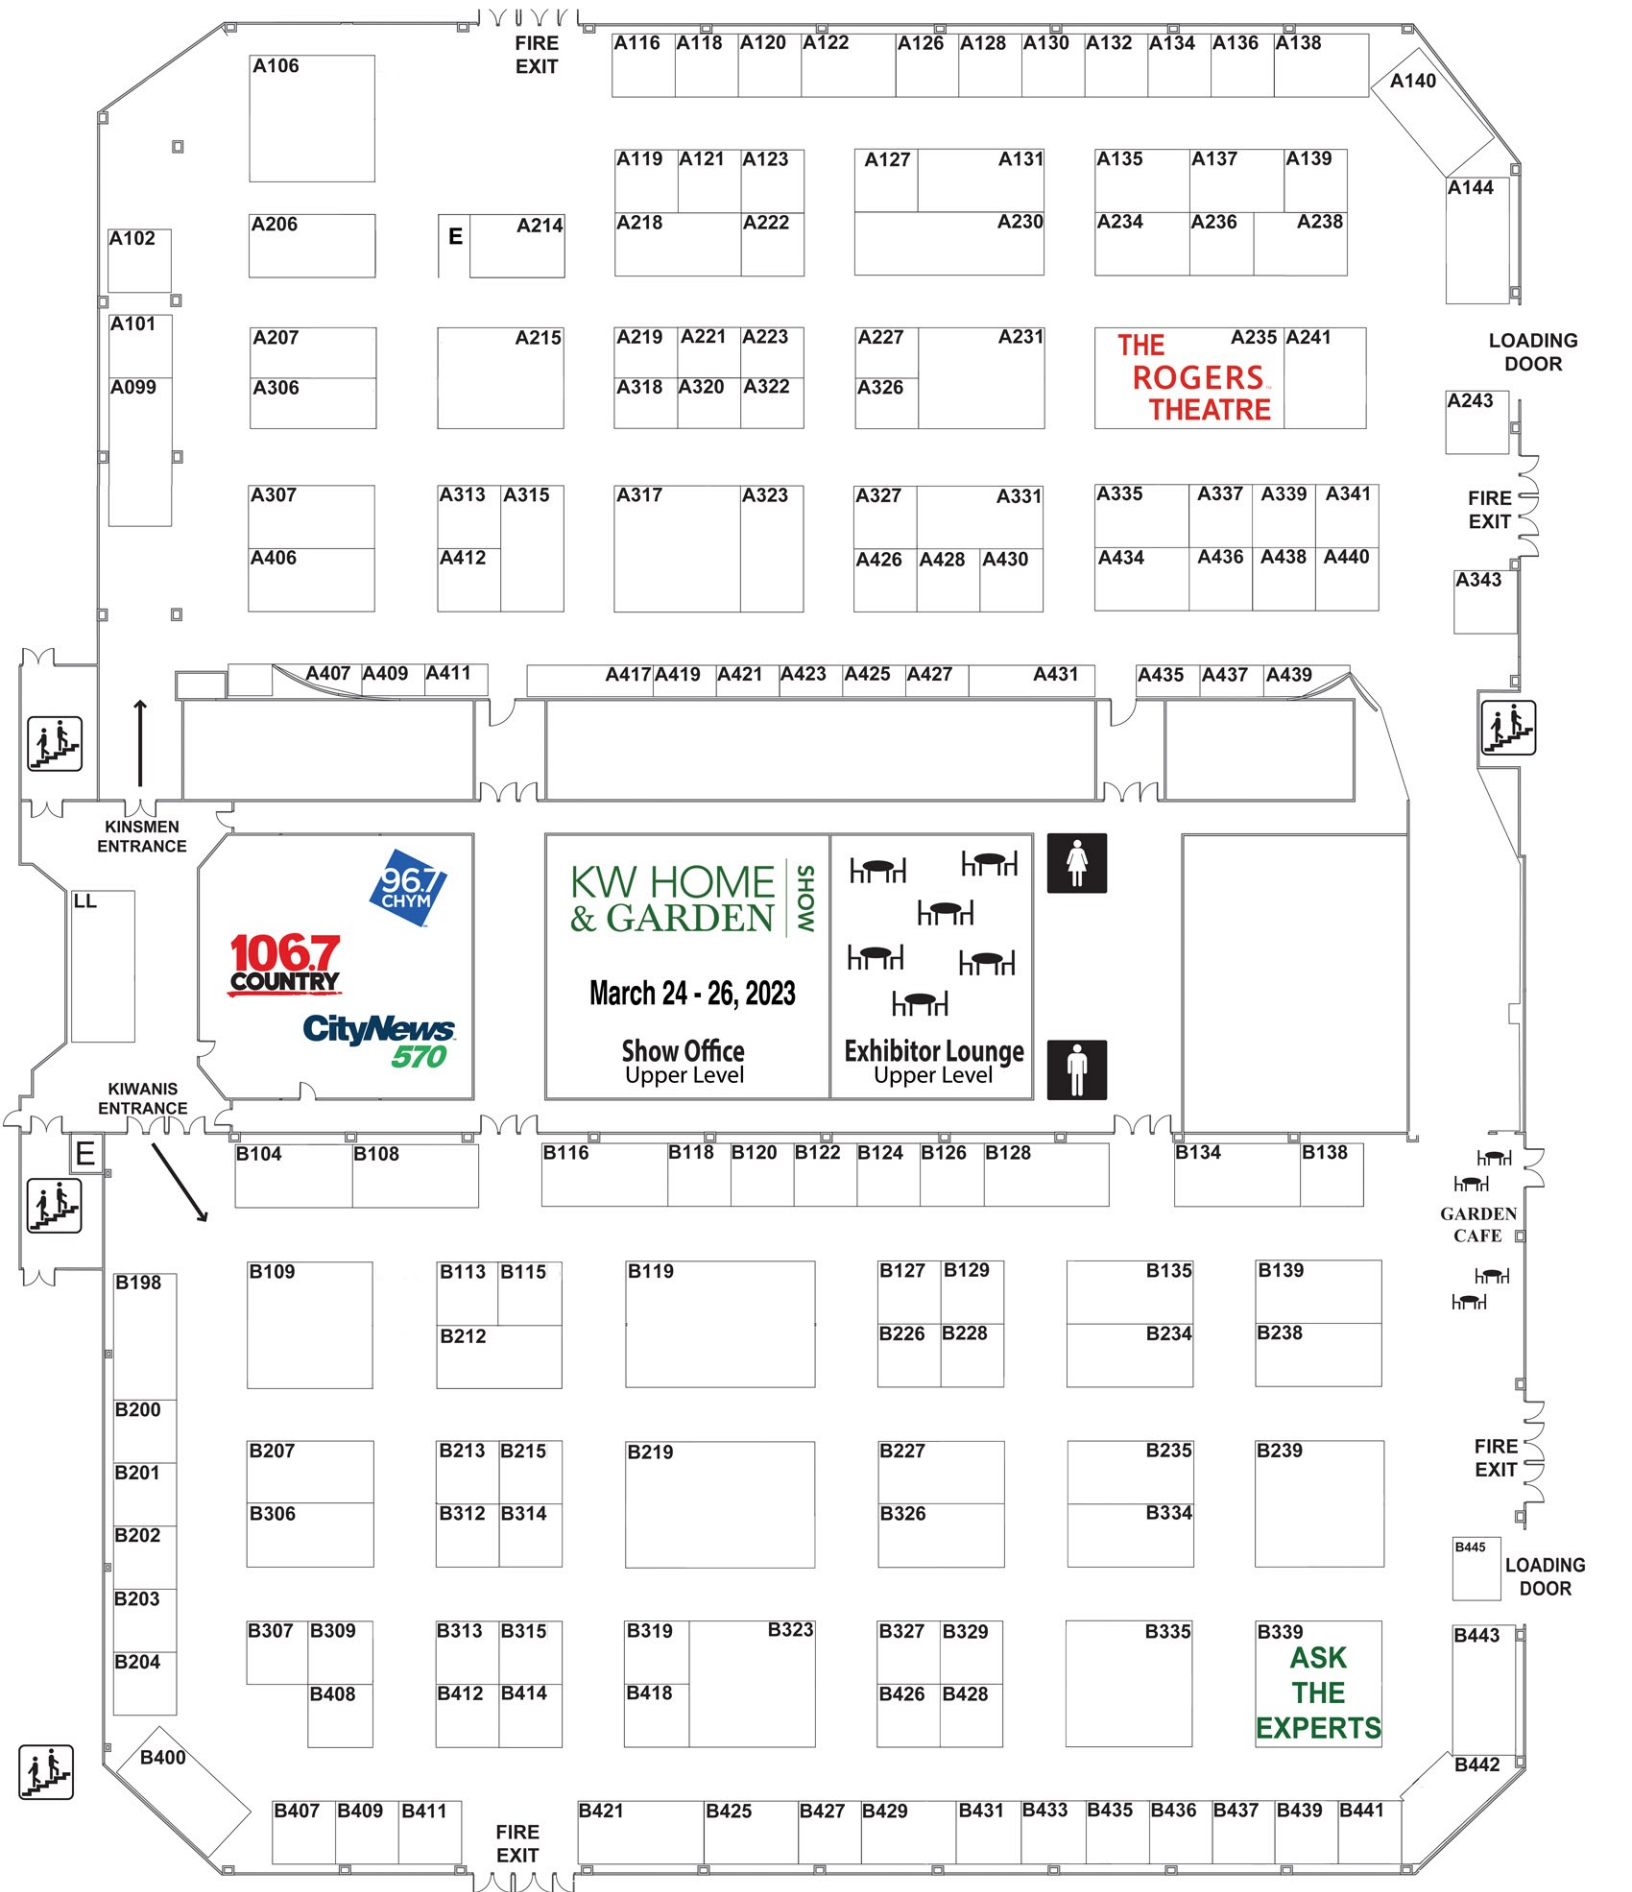 FIRE
EXIT
A116 A118 A120 A122 A126 A128 A130 A132 A134 A136 A138
A106
A140
A119 A121 A123 A127 A131 A135 A137 A139
A144
A206 E A214 A218 A222 A230 A234 A236 A238
A102
A101
A207 A215 A219 A221 A223 A227 A231 A235 A241
THE
ROGERS
THEATRE
LOADING
DOOR
A099 A306 A318 A320 A322 A326
A243
A307 A313 A315 A317 A323 A327 A331 A335 A337 A339 A341
FIRE
EXIT
A406 A412 A426 A428 A430 A434 A436 A438 A440
A343
A407 A409 A411 A417 A419 A421 A423 A425 A427 A431 A435 A437 A439
KINSMEN
ENTRANCE
LL
96.7
CHYM
106.7
COUNTRY
CityNews
570
KW HOME
& GARDEN
SHOW
March 24 - 26, 2023
Show Office
Upper Level
Exhibitor Lounge
Upper Level
KIWANIS
ENTRANCE
E
B104 B108 B116 B118 B120 B122 B124 B126 B128 B134 B138
GARDEN
CAFE
B198 B109 B113 B115 B119 B127 B129 B135 B139
B212 B226 B228 B234 B238
B200
B207 B213 B215 B219 B227 B235 B239
FIRE
EXIT
B201
B306 B312 B314 B326 B334
B202
B445
LOADING
DOOR
B203
B307 B309 B313 B315 B319 B323 B327 B329 B335 B339
ASK
THE
EXPERTS
B443
B204
B408 B412 B414 B418 B426 B428
B400
B442
B407 B409 B411 B421 B425 B427 B429 B431 B433 B435 B436 B437 B439 B441
FIRE
EXIT